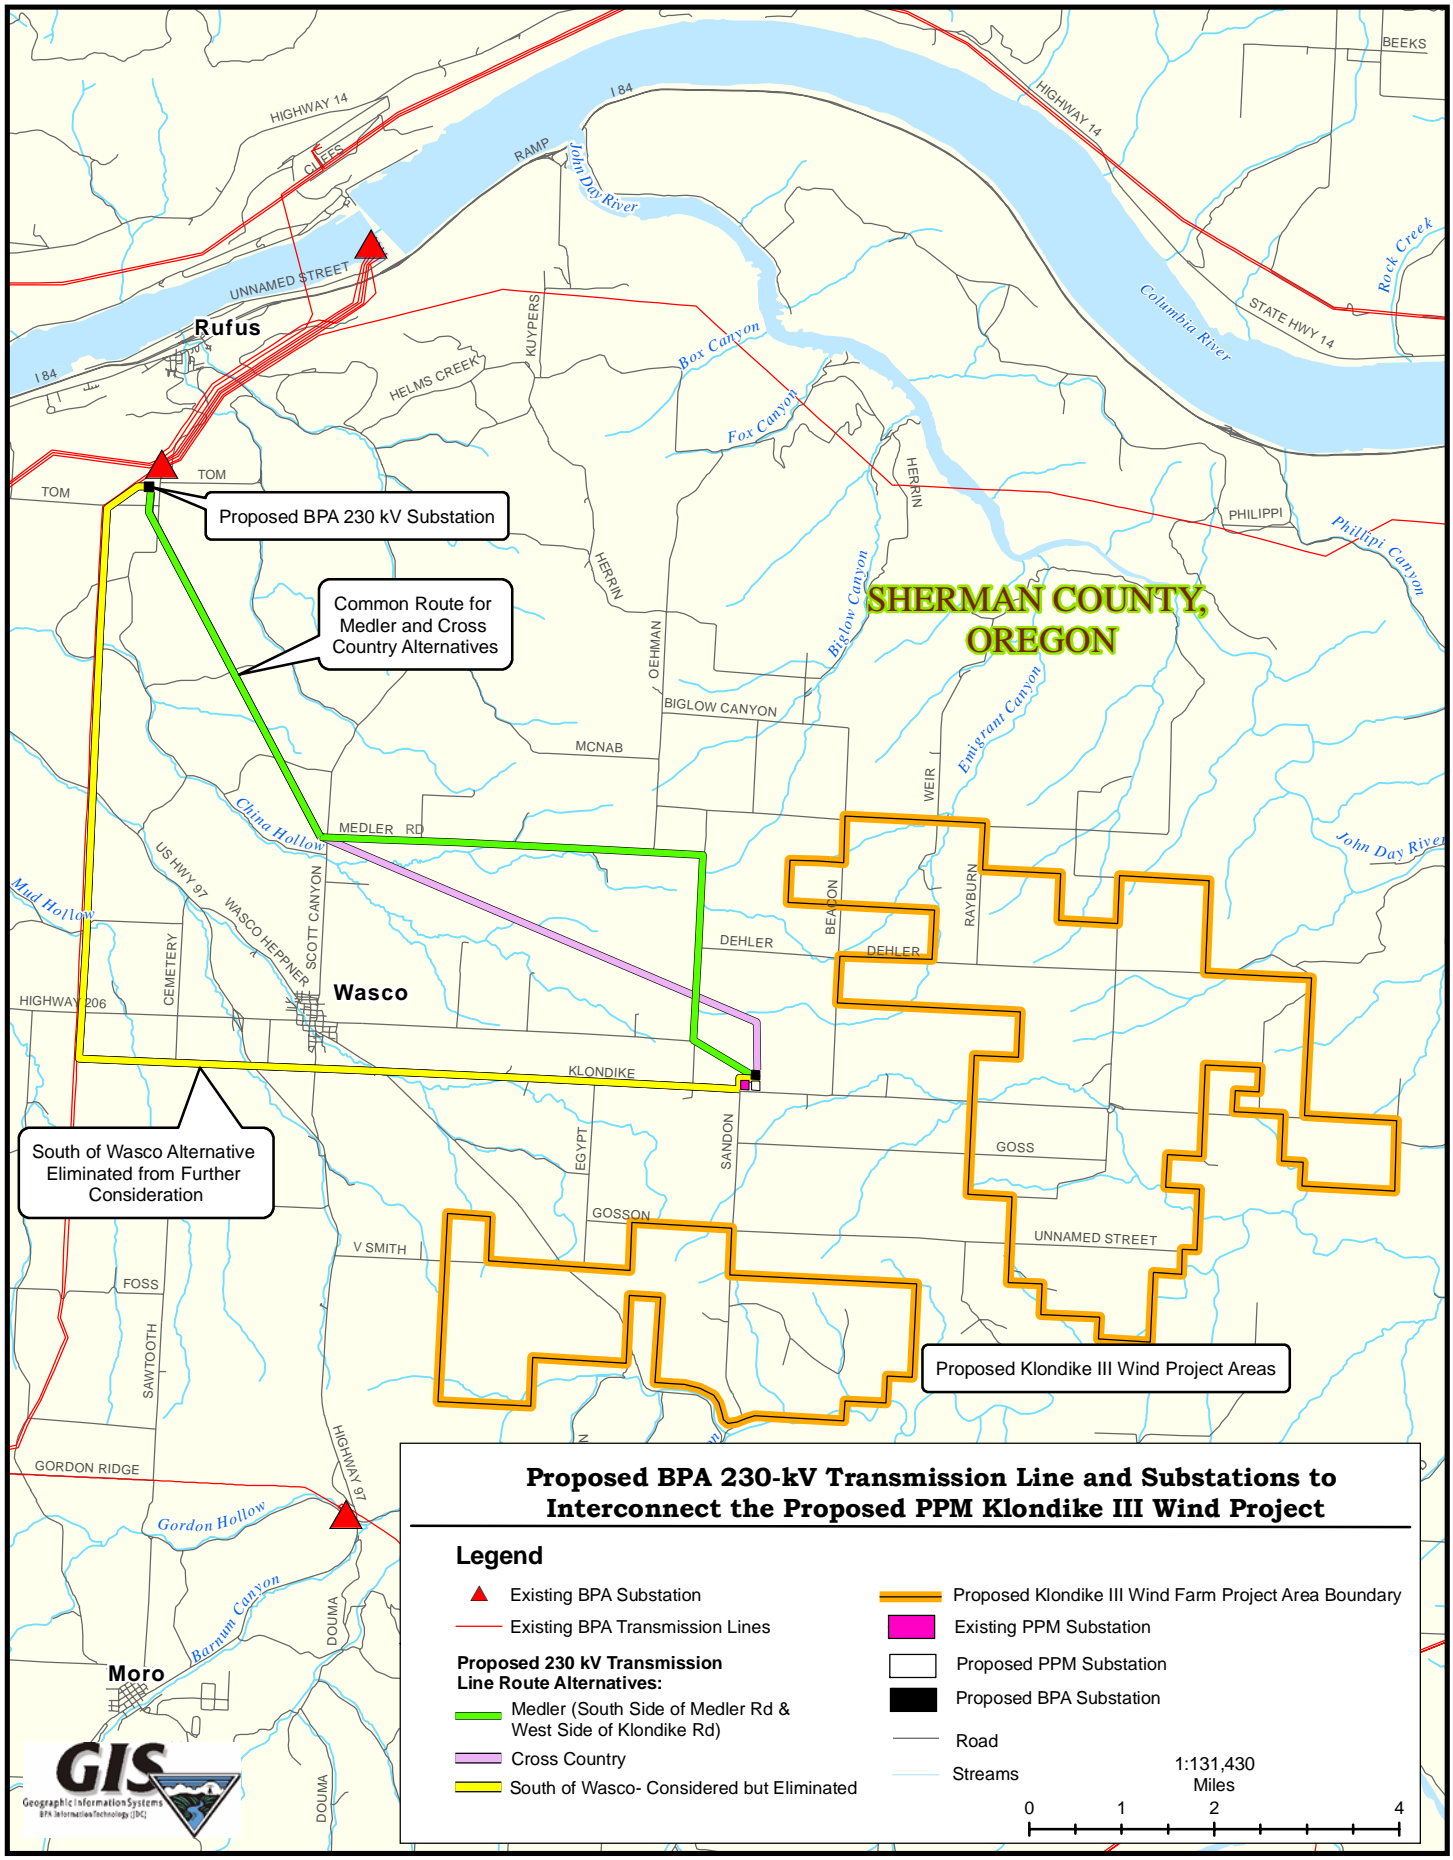 BEEKS
HIGHWAY 14
I 84
HIGHWAY 14
CLIFFS
RAMP
John Day River
Rock Creek
UNNAMED STREET
Columbia River
STATE HWY 14
Rufus
KUYPERS
Box Canyon
I 84
HELMS CREEK
Fox Canyon
TOM
TOM
HERRIN
Proposed BPA 230 kV Substation
PHILIPPI
Phillipi Canyon
HERRIN
Biglow Canyon
SHERMAN COUNTY,
OREGON
Common Route for
Medler and Cross
Country Alternatives
OEHMAN
Emigrant Canyon
BIGLOW CANYON
MCNAB
WEIR
China Hollow
MEDLER RD
John Day River
US HWY 97
Mud Hollow
WASCO HEPPNER
SCOTT CANYON
BEACON
RAYBURN
CEMETERY
DEHLER
DEHLER
HIGHWAY 206
Wasco
KLONDIKE
South of Wasco Alternative
Eliminated from Further
Consideration
EGYPT
SANDON
GOSS
GOSSON
V SMITH
UNNAMED STREET
FOSS
SAWTOOTH
Proposed Klondike III Wind Project Areas
HIGHWAY 97
N
on
GORDON RIDGE
Gordon Hollow
Barnum Canyon
DOUMA
Moro
DOUMA
Proposed BPA 230-kV Transmission Line and Substations to
Interconnect the Proposed PPM Klondike III Wind Project
Legend
Existing BPA Substation
Existing BPA Transmission Lines
Proposed 230 kV Transmission
Line Route Alternatives:
Medler (South Side of Medler Rd &
West Side of Klondike Rd)
Cross Country
South of Wasco- Considered but Eliminated
Proposed Klondike III Wind Farm Project Area Boundary
Existing PPM Substation
Proposed PPM Substation
Proposed BPA Substation
Road
Streams
1:131,430
Miles
0 1 2 4
GIS
Geographic Information Systems
BPA Information Technology (JDC)